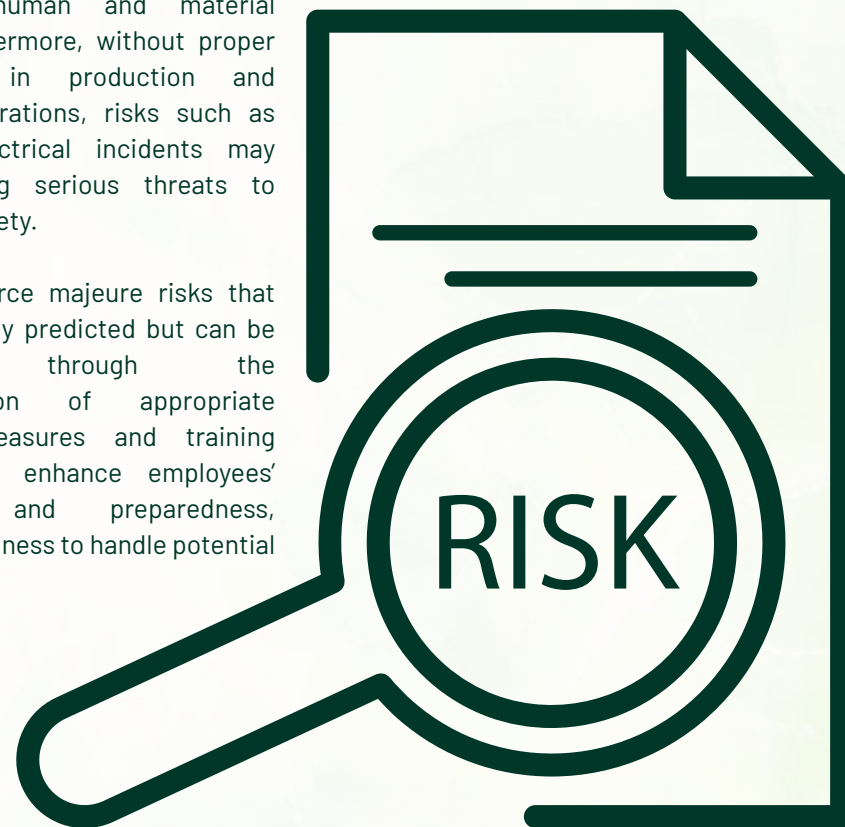 human and material
ermore, without proper
in production and
rations, risks such as
ctrical incidents may
g serious threats to
ety.
rce majeure risks that
y predicted but can be
through the
on of appropriate
easures and training
enhance employees'
and preparedness,
ness to handle potential
RISK